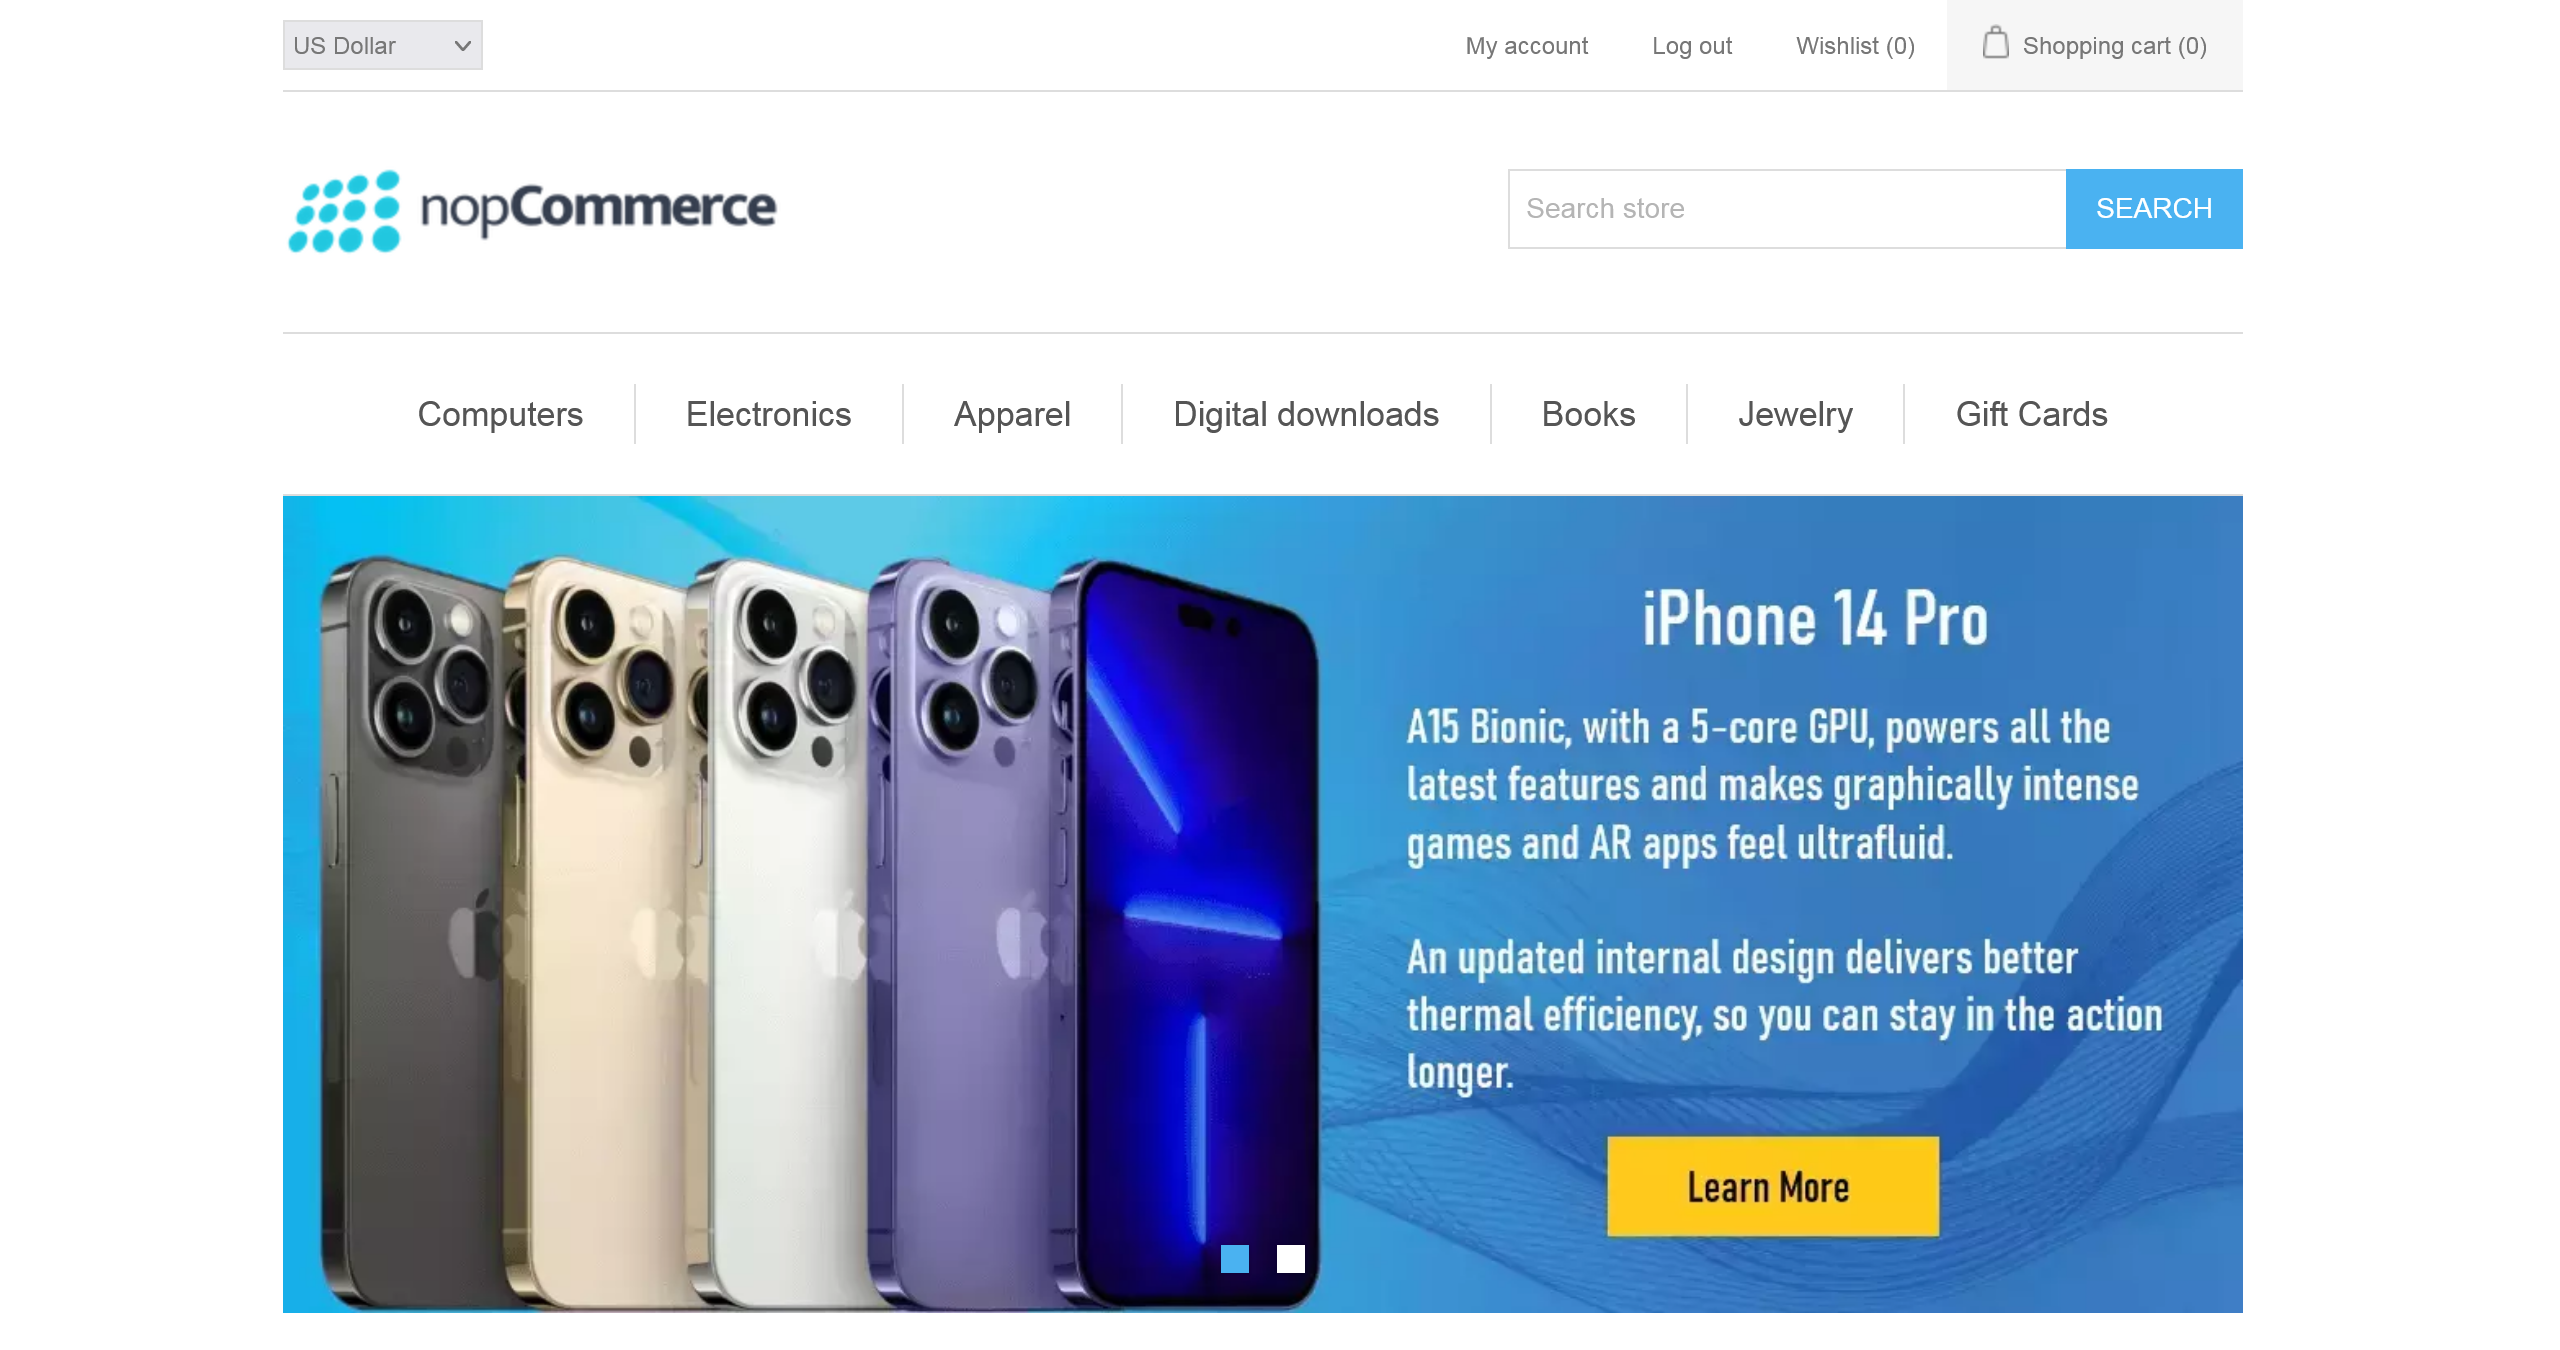 US Dollar
My account
Log out
Wishlist (0)
Shopping cart (0)
nopCommerce
Search store
SEARCH
Computers
Electronics
Apparel
Digital downloads
Books
Jewelry
Gift Cards
iPhone 14 Pro
A15 Bionic, with a 5-core GPU, powers all the
latest features and makes graphically intense
games and AR apps feel ultrafluid.
An updated internal design delivers better
thermal efficiency, so you can stay in the action
longer.
Learn More